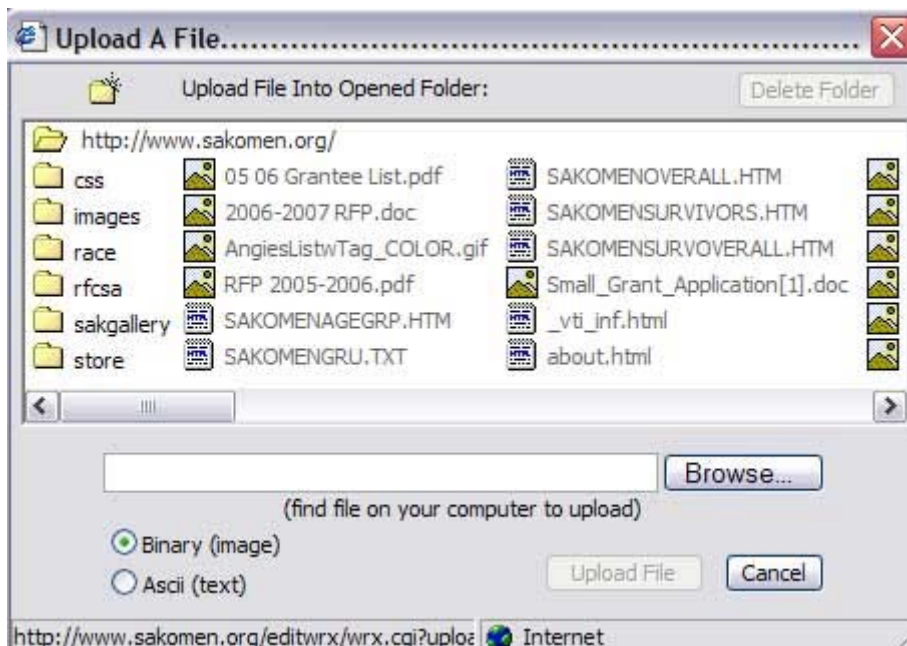 Upload A File.................................................................
Upload File Into Opened Folder:
Delete Folder
http://www.sakomen.org/
css
05 06 Grantee List.pdf
SAKOMENOVERALL.HTM
images
2006-2007 RFP.doc
SAKOMENSURVIVORS.HTM
race
AngiesListwTag_COLOR.gif
SAKOMENSURVOVERALL.HTM
rfcsa
RFP 2005-2006.pdf
Small_Grant_Application[1].doc
sakgallery
SAKOMENAGEGRP.HTM
_vti_inf.html
store
SAKOMENGRU.TXT
about.html
Browse...
(find file on your computer to upload)
Binary (image)
Ascii (text)
Upload File
Cancel
http://www.sakomen.org/editwrx/wrx.cgi?uploa
Internet